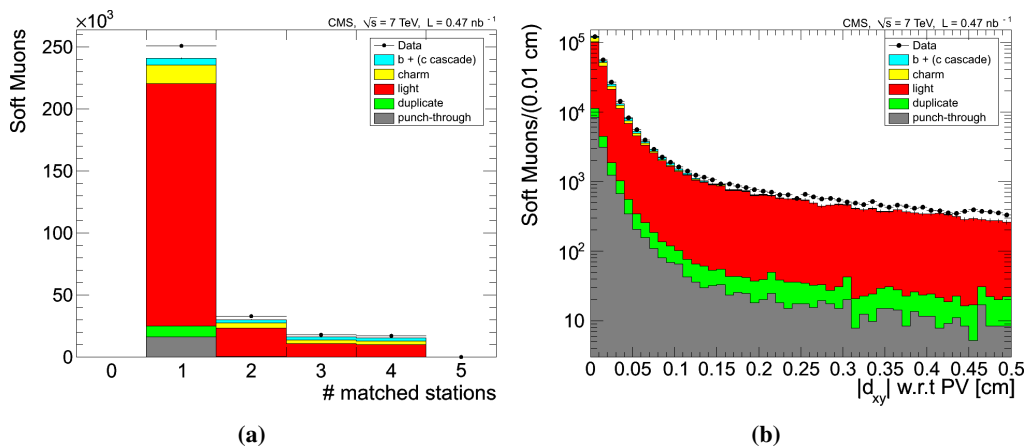 ×10³
CMS, √s = 7 TeV, L = 0.47 nb⁻¹
Soft Muons
250
200
150
100
50
0
Data
b + (c cascade)
charm
light
duplicate
punch-through
0 1 2 3 4 5
# matched stations
(a)
CMS, √s = 7 TeV, L = 0.47 nb⁻¹
Soft Muons/(0.01 cm)
10⁵
10⁴
10³
10²
10
Data
b + (c cascade)
charm
light
duplicate
punch-through
0 0.05 0.1 0.15 0.2 0.25 0.3 0.35 0.4 0.45 0.5
|d_xy| w.r.t PV [cm]
(b)